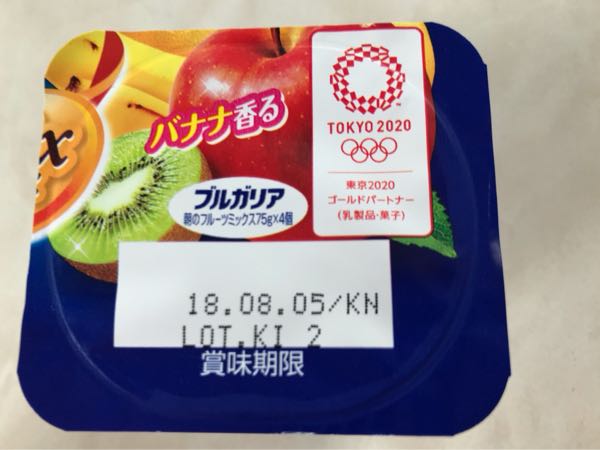 バナナ香る
ブルガリア
朝のフルーツミックス75g×4個
TOKYO 2020
東京2020
ゴールドパートナー
(乳製品・菓子)
18.08.05/KN
LOT.KI 2
賞味期限